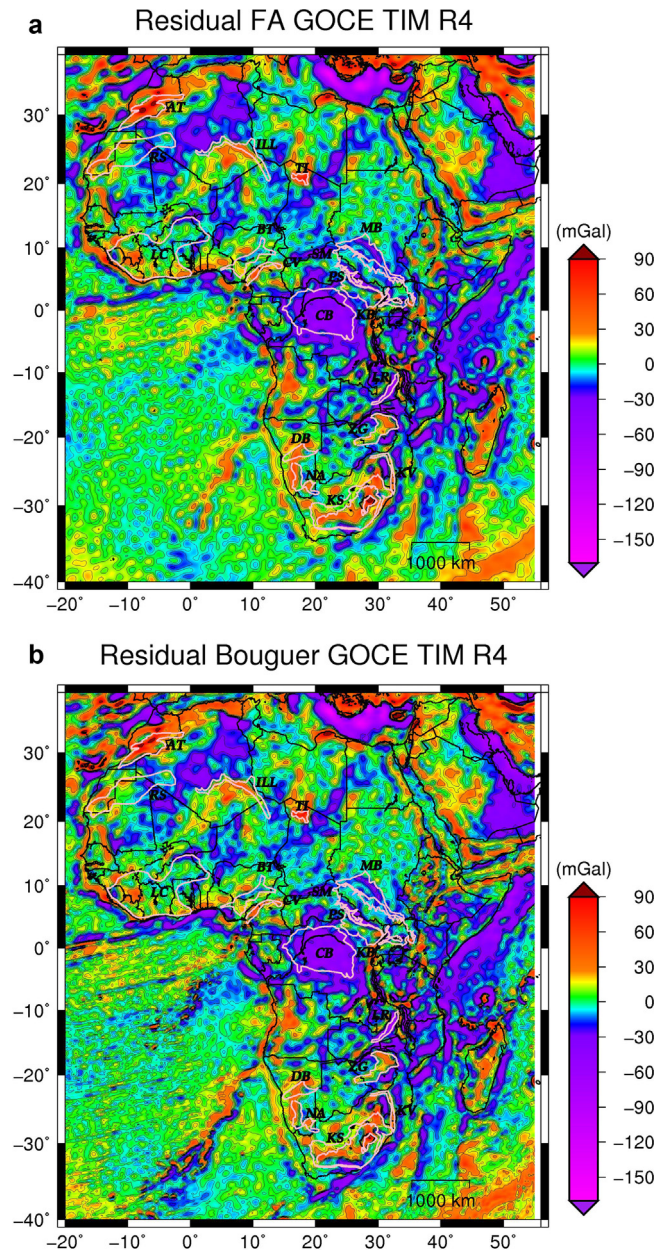 a
Residual FA GOCE TIM R4
30°
20°
10°
0°
−10°
−20°
−30°
−40°
AT
RS
ILL
TI
LC
BT
CV
SM
MB
PS
CB
KB
LR
ZG
DB
NA
KS
KV
1000 km
−20° −10° 0° 10° 20° 30° 40° 50°
(mGal)
90
60
30
0
−30
−60
−90
−120
−150
b
Residual Bouguer GOCE TIM R4
30°
20°
10°
0°
−10°
−20°
−30°
−40°
AT
RS
ILL
TI
LC
BT
CV
SM
MB
PS
CB
KB
LR
ZG
DB
NA
KS
KV
1000 km
−20° −10° 0° 10° 20° 30° 40° 50°
(mGal)
90
60
30
0
−30
−60
−90
−120
−150